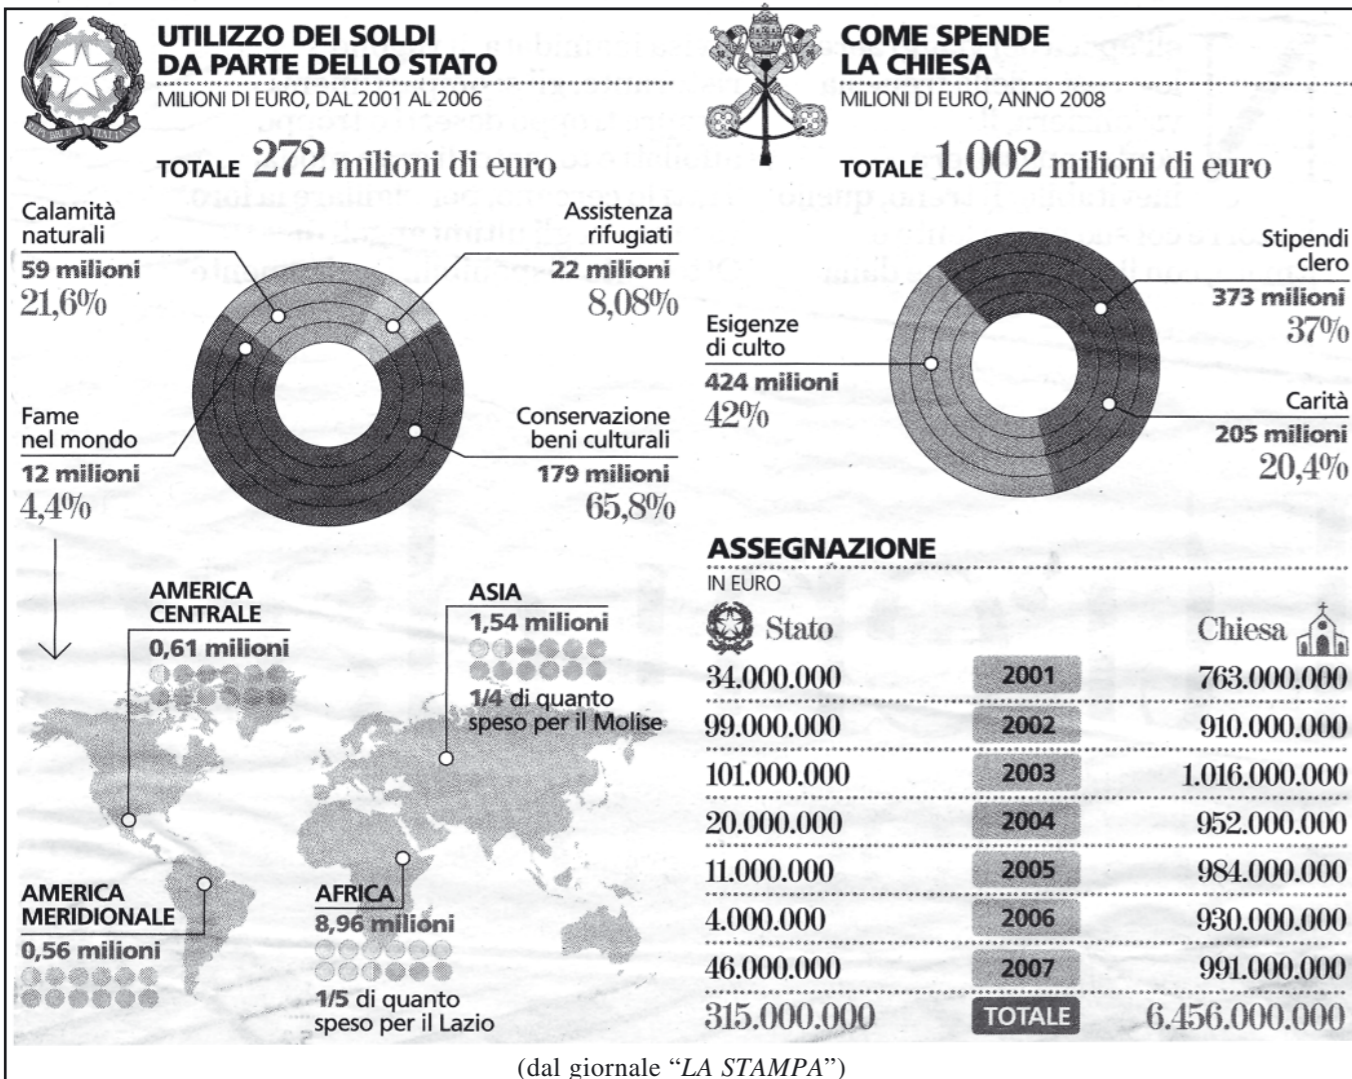 UTILIZZO DEI SOLDI
DA PARTE DELLO STATO
MILIONI DI EURO, DAL 2001 AL 2006
TOTALE 272 milioni di euro
Calamità
naturali
59 milioni
21,6%
Assistenza
rifugiati
22 milioni
8,08%
Fame
nel mondo
12 milioni
4,4%
Conservazione
beni culturali
179 milioni
65,8%
AMERICA
CENTRALE
0,61 milioni
ASIA
1,54 milioni
1/4 di quanto
speso per il Molise
AMERICA
MERIDIONALE
0,56 milioni
AFRICA
8,96 milioni
1/5 di quanto
speso per il Lazio
COME SPENDE
LA CHIESA
MILIONI DI EURO, ANNO 2008
TOTALE 1.002 milioni di euro
Stipendi
clero
373 milioni
37%
Esigenze
di culto
424 milioni
42%
Carità
205 milioni
20,4%
ASSEGNAZIONE
IN EURO
Stato Chiesa
34.000.000 2001 763.000.000
99.000.000 2002 910.000.000
101.000.000 2003 1.016.000.000
20.000.000 2004 952.000.000
11.000.000 2005 984.000.000
4.000.000 2006 930.000.000
46.000.000 2007 991.000.000
315.000.000 TOTALE 6.456.000.000
(dal giornale “LA STAMPA”)